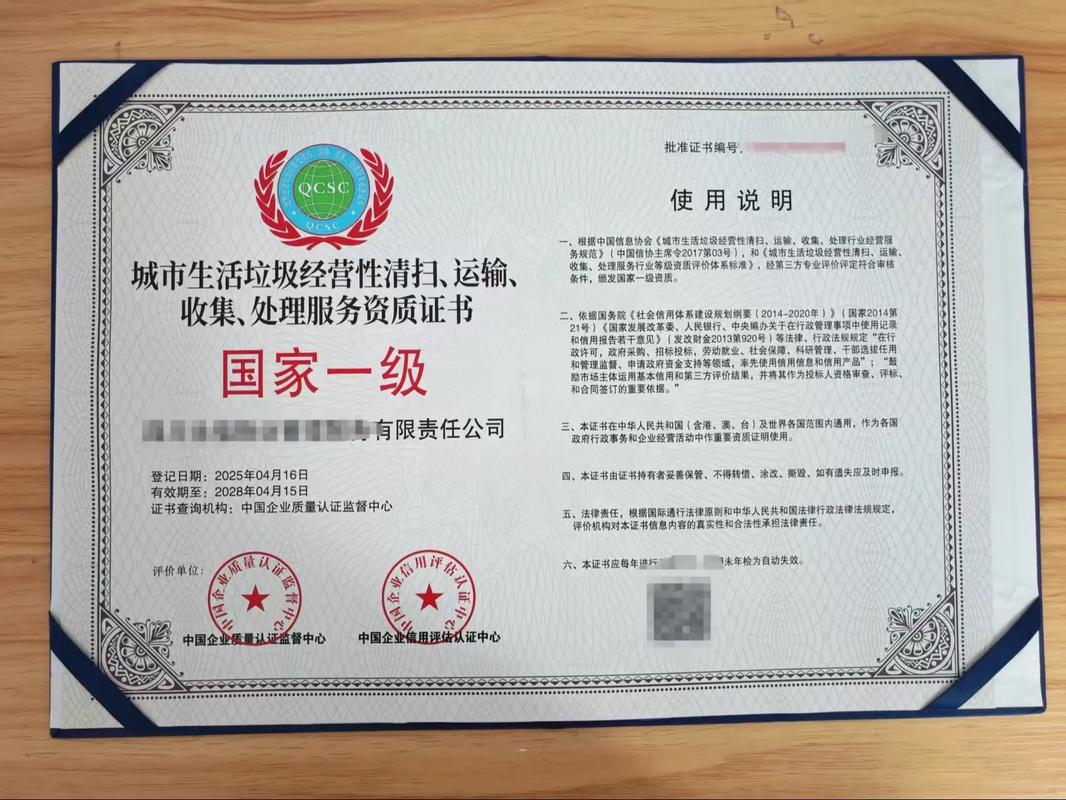 QCSC
QCSC
城市生活垃圾经营性清扫、运输、
收集、处理服务资质证书
国家一级
有限责任公司
登记日期：2025年04月16日
有效期至：2028年04月15日
证书查询机构：中国企业质量认证监督中心
评价单位：
中国企业质量认证监督中心
中国企业质量认证监督中心
中国企业信用评估认证中心
中国企业信用评估认证中心
批准证书编号
使用说明
一、根据中国信息协会《城市生活垃圾经营性清扫、运输、收集、处理行业经营服
务规范》（中国信协主席令2017第03号），和《城市生活垃圾经营性清扫、运输、
收集、处理服务行业等级资质评价体系标准》，经第三方专业评价评定符合审核
条件，颁发国家一级资质。
二、依据国务院《社会信用体系建设规划纲要（2014-2020年）》（国家2014第
21号）《国家发展改革委、人民银行、中央编办关于在行政管理事项中使用记录
和信用报告若干意见》（发改财金2013第920号）等法律、行政法规规定“在行
政许可，政府采购、招标投标，劳动就业、社会保障、科研管理、干部选拔任用
和管理监督、申请政府资金支持等领域，率先使用信用信息和信用产品”；“鼓
励市场主体运用基本信用和第三方评价结果，并将其作为投标人资格审查、评标、
和合同签订的重要依据。”
三、本证书在中华人民共和国（含港、澳、台）及世界各国范围内通用，作为各国
政府行政事务和企业经营活动中作重要资质证明使用。
四、本证书由证书持有者妥善保管、不得转借、涂改、撕毁、如有遗失应及时申报。
五、法律责任，根据国际通行法律原则和中华人民共和国法律行政法律法规规定，
评价机构对本证书信息内容的真实性和合法性承担法律责任。
六、本证书应每年进行 期未年检为自动失效。